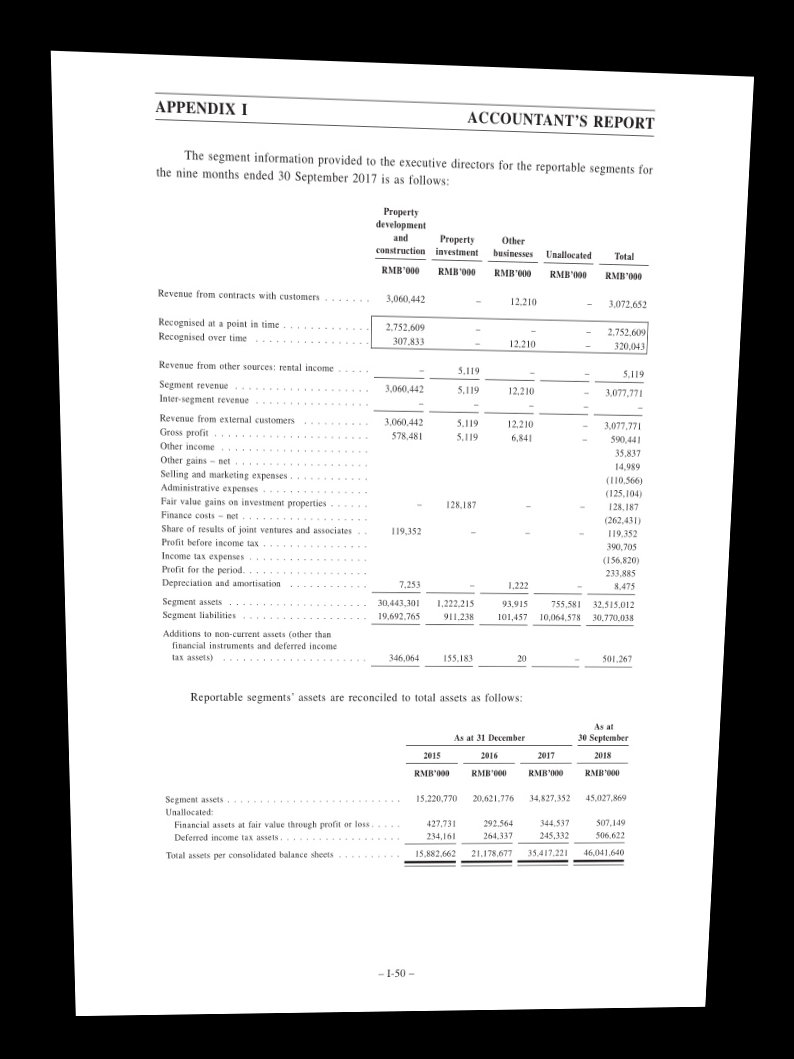 APPENDIX I ACCOUNTANT'S REPORT
The segment information provided to the executive directors for the reportable segments for
the nine months ended 30 September 2017 is as follows:
Property
development
and Property Other
construction investment businesses Unallocated Total
RMB'000 RMB'000 RMB'000 RMB'000 RMB'000
Revenue from contracts with customers . . . . . . . 3,060,442 – 12,210 – 3,072,652
Recognised at a point in time . . . . . . . . . . . . . 2,752,609 – – – 2,752,609
Recognised over time . . . . . . . . . . . . . . . . . 307,833 – 12,210 – 320,043
Revenue from other sources: rental income . . . . . – 5,119 – – 5,119
Segment revenue . . . . . . . . . . . . . . . . . . . . 3,060,442 5,119 12,210 – 3,077,771
Inter-segment revenue . . . . . . . . . . . . . . . . . – – – – –
Revenue from external customers . . . . . . . . . . 3,060,442 5,119 12,210 – 3,077,771
Gross profit . . . . . . . . . . . . . . . . . . . . . . . 578,481 5,119 6,841 – 590,441
Other income . . . . . . . . . . . . . . . . . . . . . . 35,837
Other gains – net . . . . . . . . . . . . . . . . . . . . 14,989
Selling and marketing expenses . . . . . . . . . . . . (110,566)
Administrative expenses . . . . . . . . . . . . . . . . (125,104)
Fair value gains on investment properties . . . . . . – 128,187 – – 128,187
Finance costs – net . . . . . . . . . . . . . . . . . . . (262,431)
Share of results of joint ventures and associates . . 119,352 – – – 119,352
Profit before income tax . . . . . . . . . . . . . . . . 390,705
Income tax expenses . . . . . . . . . . . . . . . . . . (156,820)
Profit for the period. . . . . . . . . . . . . . . . . . . 233,885
Depreciation and amortisation . . . . . . . . . . . . 7,253 – 1,222 – 8,475
Segment assets . . . . . . . . . . . . . . . . . . . . . 30,443,301 1,222,215 93,915 755,581 32,515,012
Segment liabilities . . . . . . . . . . . . . . . . . . . 19,692,765 911,238 101,457 10,064,578 30,770,038
Additions to non-current assets (other than
financial instruments and deferred income
tax assets) . . . . . . . . . . . . . . . . . . . . . . 346,064 155,183 20 – 501,267
Reportable segments' assets are reconciled to total assets as follows:
As at
As at 31 December 30 September
2015 2016 2017 2018
RMB'000 RMB'000 RMB'000 RMB'000
Segment assets . . . . . . . . . . . . . . . . . . . . . . . . . . 15,220,770 20,621,776 34,827,352 45,027,869
Unallocated:
Financial assets at fair value through profit or loss . . . . . 427,731 292,564 344,537 507,149
Deferred income tax assets . . . . . . . . . . . . . . . . . . . 234,161 264,337 245,332 506,622
Total assets per consolidated balance sheets . . . . . . . . . . 15,882,662 21,178,677 35,417,221 46,041,640
– I-50 –